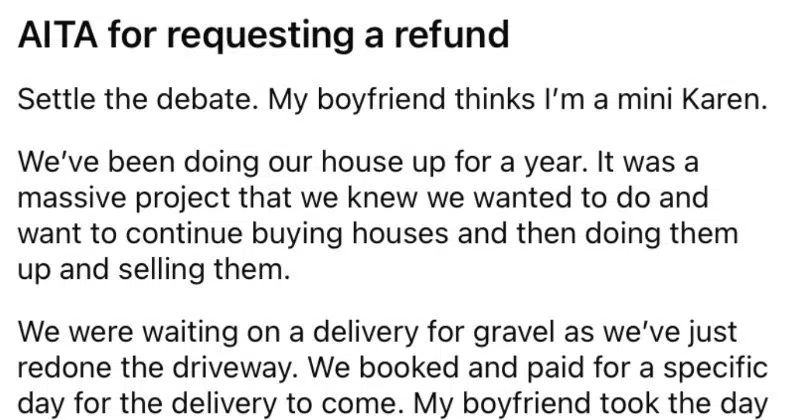 AITA for requesting a refund
Settle the debate. My boyfriend thinks I’m a mini Karen.
We’ve been doing our house up for a year. It was a
massive project that we knew we wanted to do and
want to continue buying houses and then doing them
up and selling them.
We were waiting on a delivery for gravel as we’ve just
redone the driveway. We booked and paid for a specific
day for the delivery to come. My boyfriend took the day